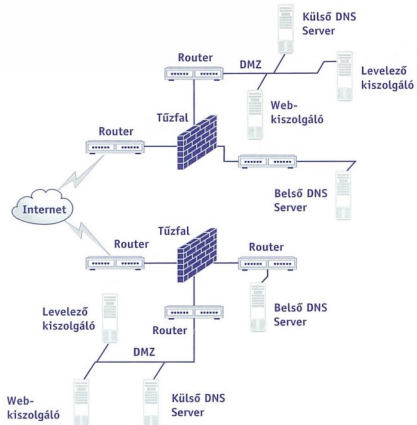 Külső DNS
Server
Router
DMZ
Levelező
kiszolgáló
Web-
kiszolgáló
Tűzfal
Router
Belső DNS
Server
Internet
Tűzfal
Router
Router
Belső DNS
Server
Levelező
kiszolgáló
Router
DMZ
Web-
kiszolgáló
Külső DNS
Server